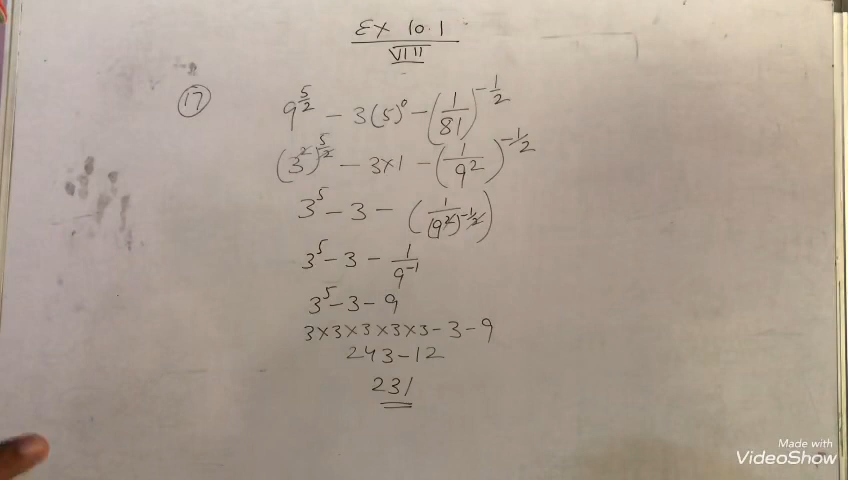 Ex 10.1
VIII
(17) 9^(5/2) - 3(5)^0 - (1/81)^(-1/2)
(3^2)^(5/2) - 3×1 - (1/9^2)^(-1/2)
3^5 - 3 - (1/(9^2)^(-1/2))
3^5 - 3 - 1/9^(-1)
3^5 - 3 - 9
3×3×3×3×3 - 3 - 9
243 - 12
231
Made with
VideoShow